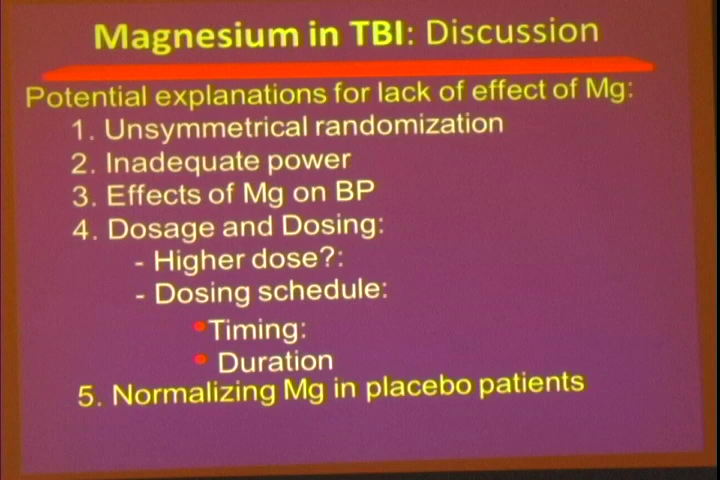 Magnesium in TBI: Discussion
Potential explanations for lack of effect of Mg:
1. Unsymmetrical randomization
2. Inadequate power
3. Effects of Mg on BP
4. Dosage and Dosing:
- Higher dose?:
- Dosing schedule:
•Timing:
• Duration
5. Normalizing Mg in placebo patients